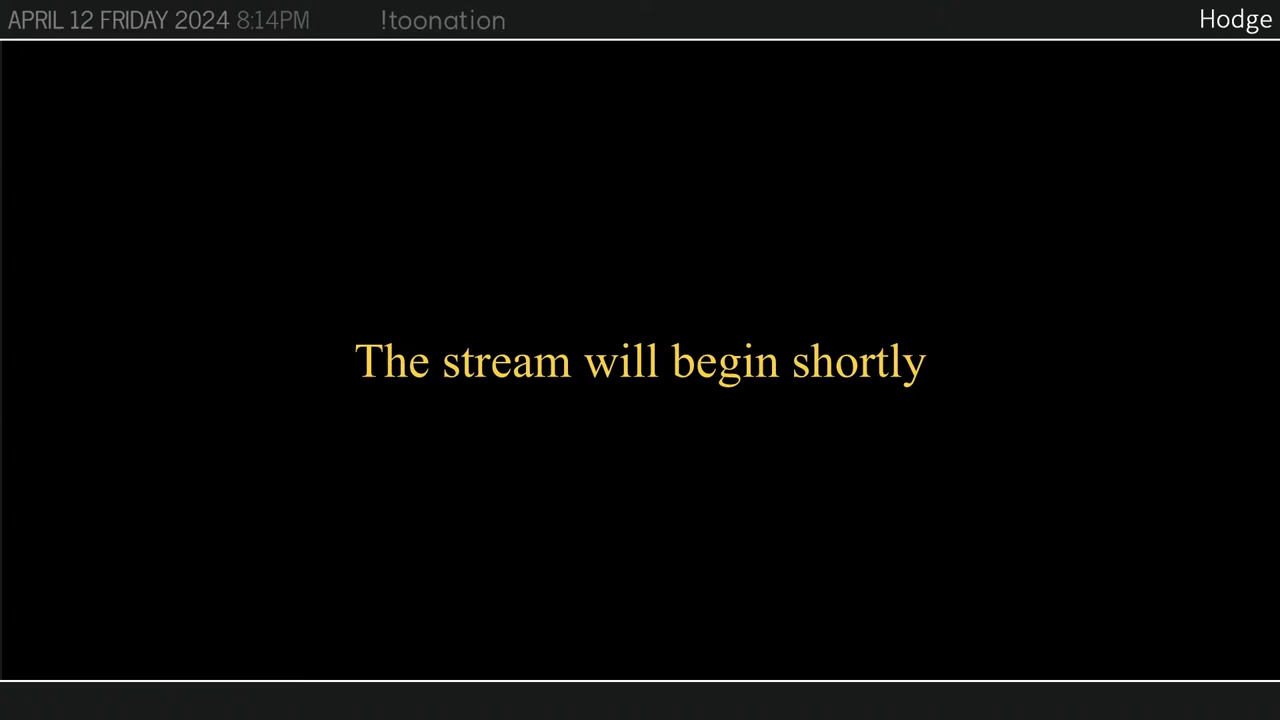 APRIL 12 FRIDAY 2024 8:14PM !toonation Hodge
The stream will begin shortly